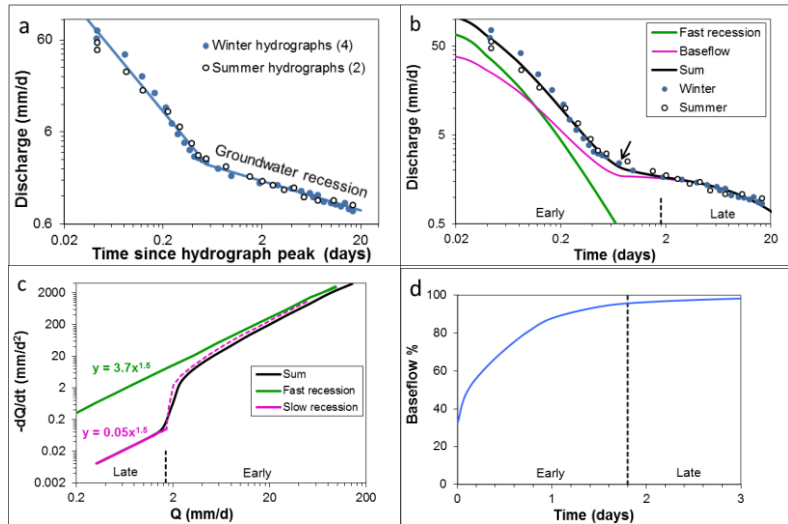 a
Discharge (mm/d)
60
6
0.6
Winter hydrographs (4)
Summer hydrographs (2)
Groundwater recession
0.02
0.2
2
20
Time since hydrograph peak (days)
b
Discharge (mm/d)
50
5
0.5
Fast recession
Baseflow
Sum
Winter
Summer
Early
Late
0.02
0.2
2
20
Time (days)
c
-dQ/dt (mm/d²)
2000
200
20
2
0.2
0.02
0.002
y = 3.7x^1.5
y = 0.05x^1.5
Sum
Fast recession
Slow recession
Late
Early
0.2
2
20
200
Q (mm/d)
d
Baseflow %
100
80
60
40
20
0
Early
Late
0
1
2
3
Time (days)